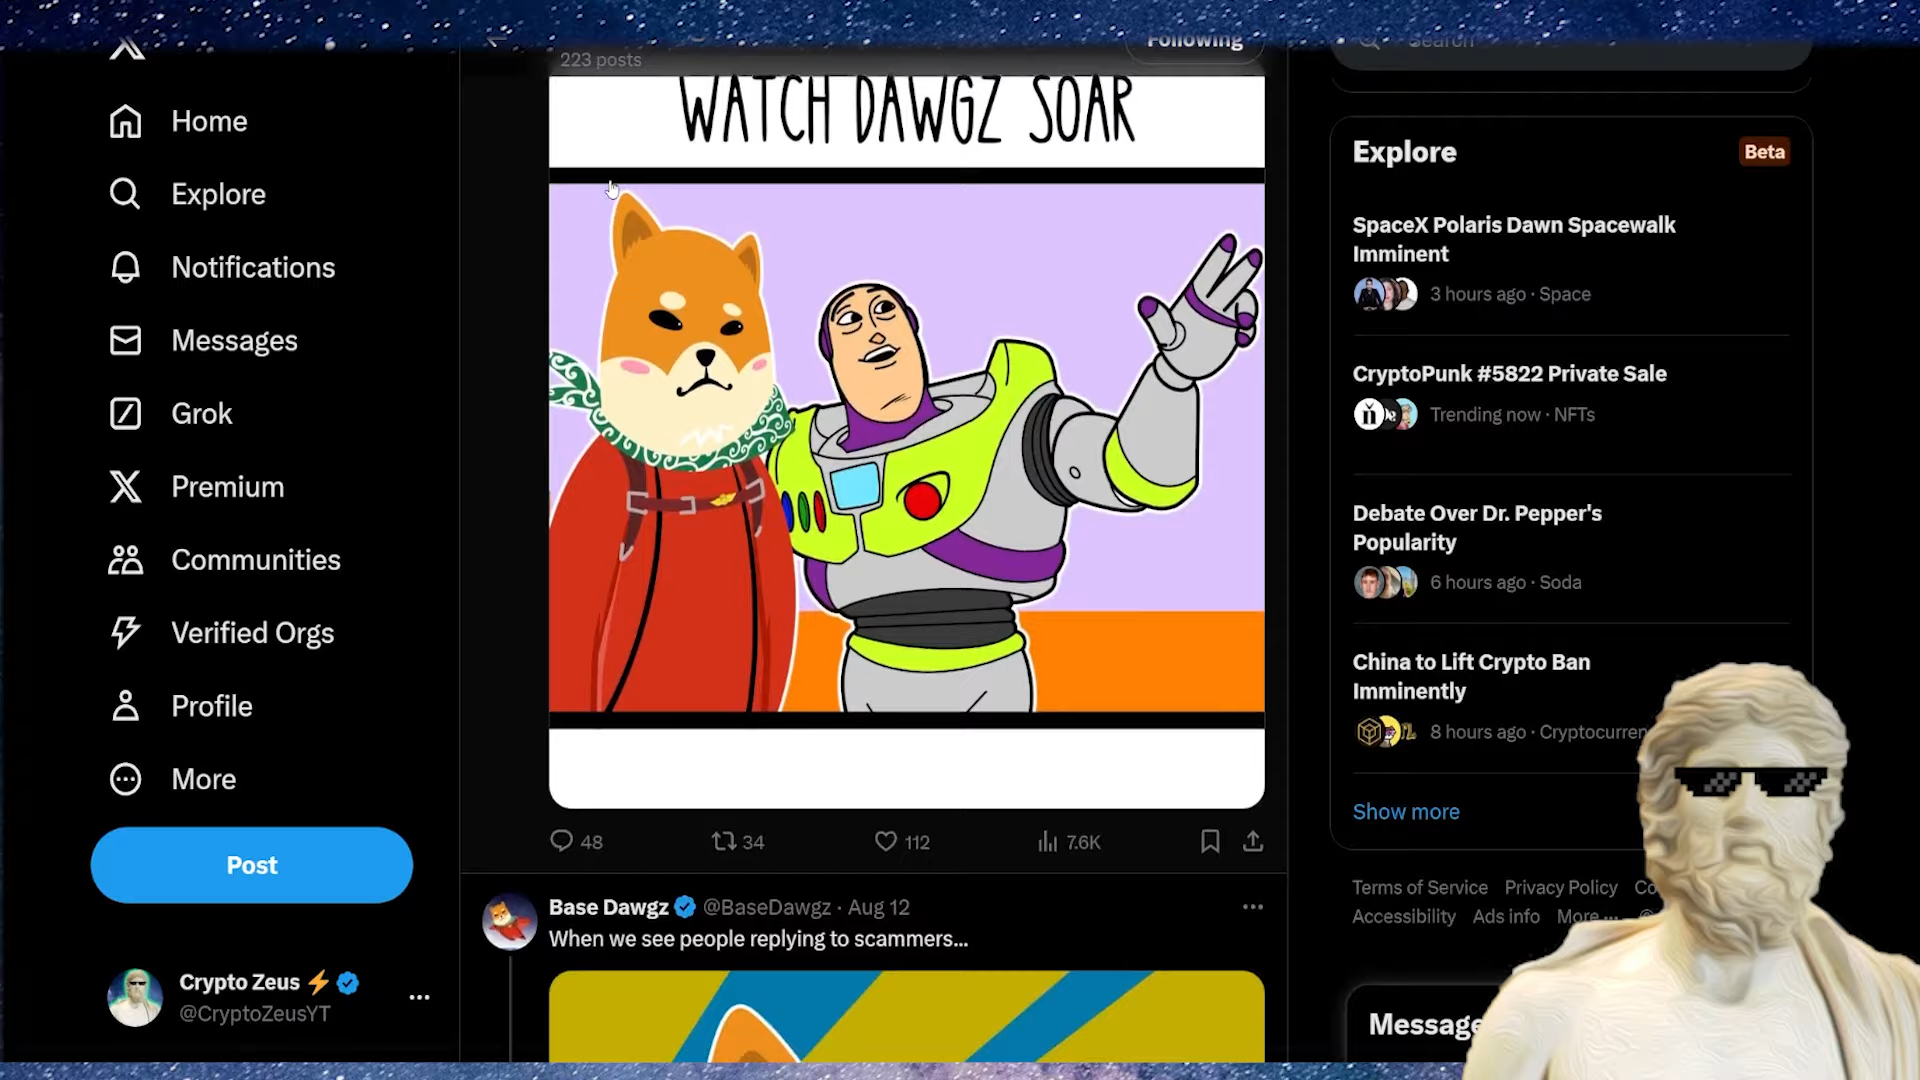 Home
Explore
Notifications
Messages
Grok
Premium
Communities
Verified Orgs
Profile
More
Post
Crypto Zeus
@CryptoZeusYT
Following
223 posts
WATCH DAWGZ SOAR
48
34
112
7.6K
Base Dawgz @BaseDawgz · Aug 12
When we see people replying to scammers...
Search
Explore
Beta
SpaceX Polaris Dawn Spacewalk
Imminent
3 hours ago · Space
CryptoPunk #5822 Private Sale
Trending now · NFTs
Debate Over Dr. Pepper's
Popularity
6 hours ago · Soda
China to Lift Crypto Ban
Imminently
8 hours ago · Cryptocurren
Show more
Terms of Service Privacy Policy Co
Accessibility Ads info More ...
Message